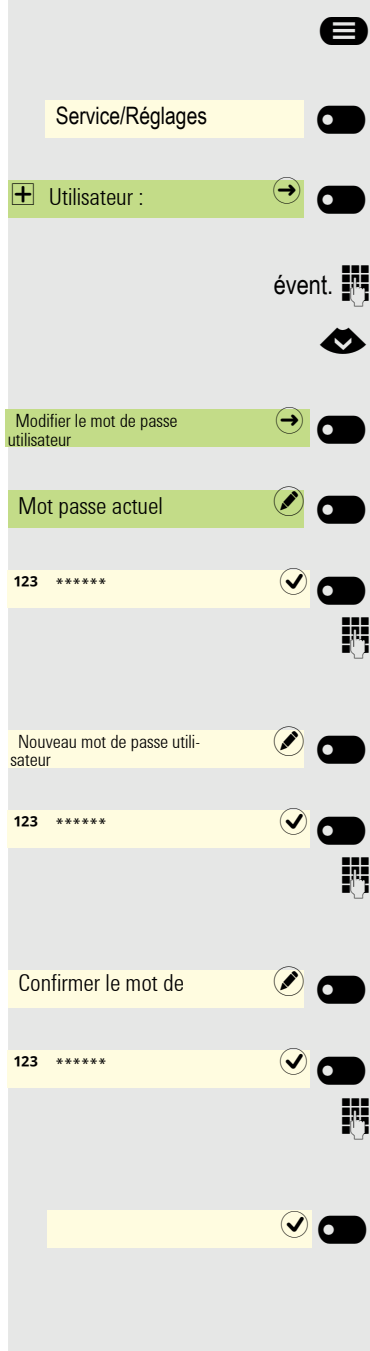 Service/Réglages
Utilisateur :
évent.
Modifier le mot de passe
utilisateur
Mot passe actuel
123 ******
Nouveau mot de passe utili-
sateur
123 ******
Confirmer le mot de
123 ******